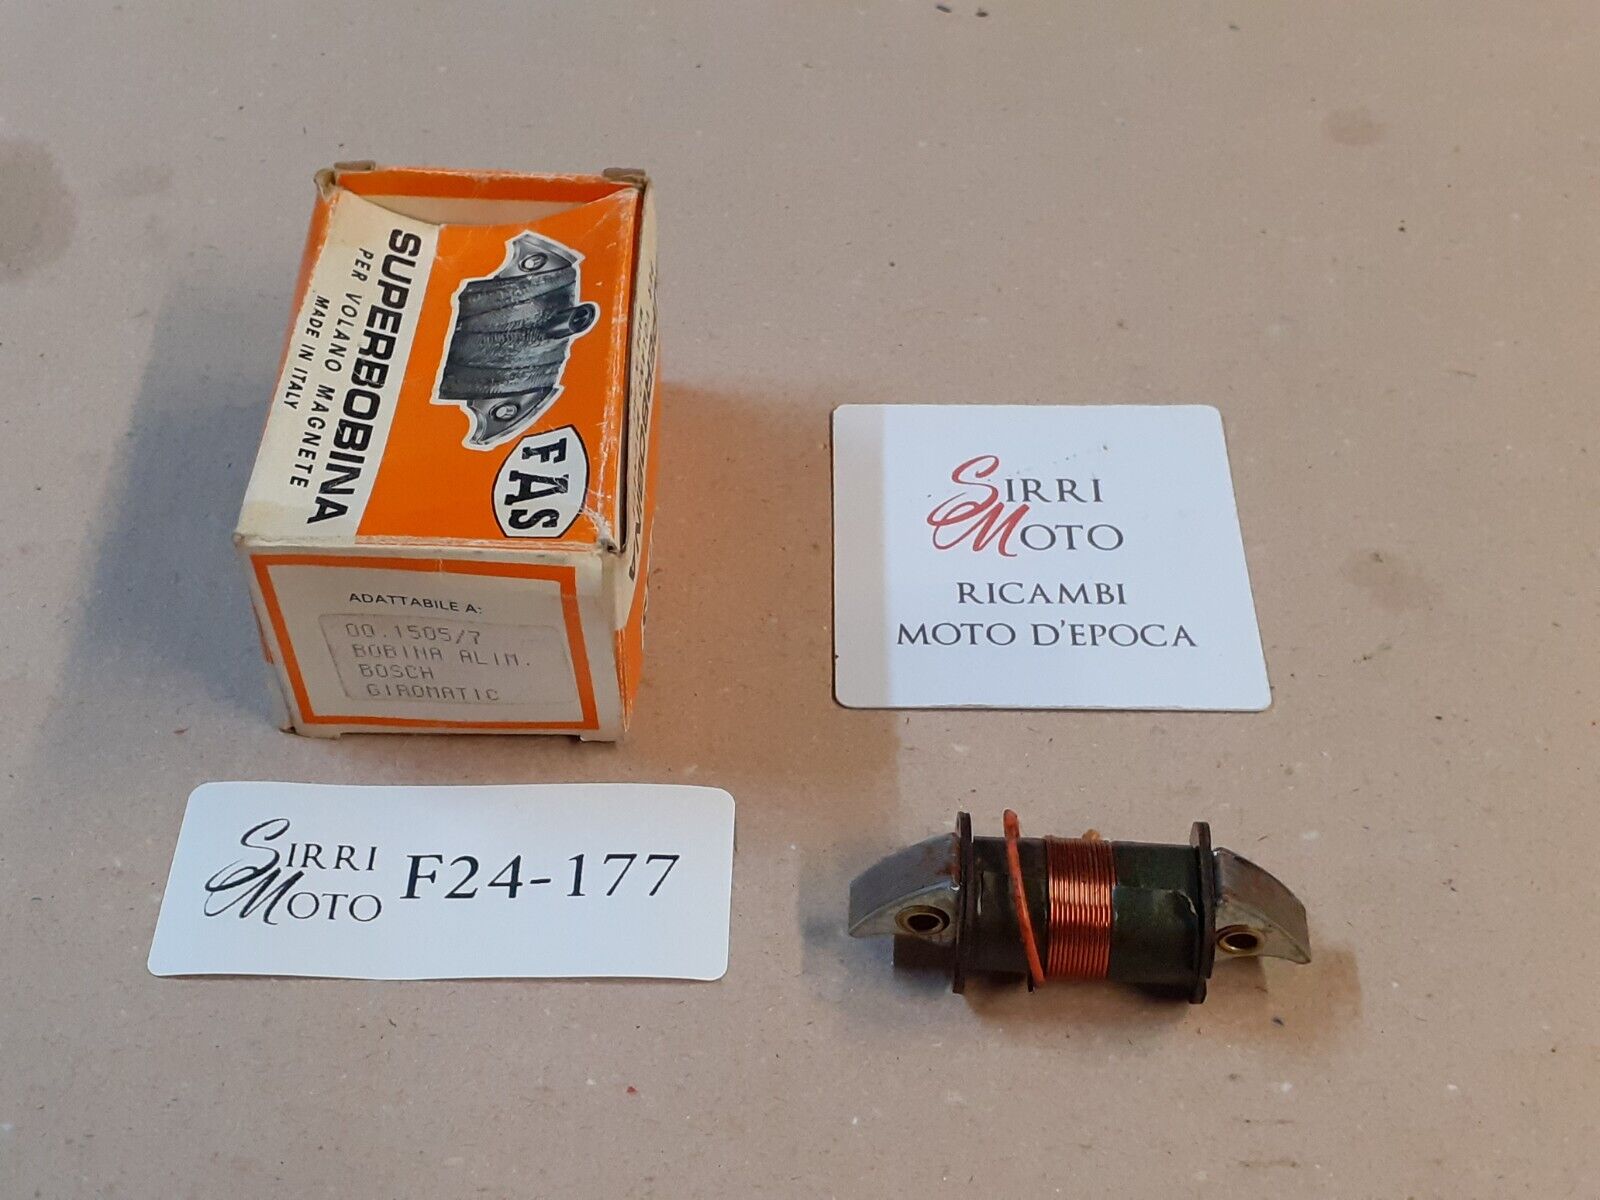 SUPERBOBINA
PER VOLANO MAGNETE
MADE IN ITALY
FAS
ADATTABILE A:
00.1505/7
BOBINA ALIM.
BOSCH
GIROMATIC
SIRRI
MOTO
RICAMBI
MOTO D'EPOCA
SIRRI
MOTO
F24-177